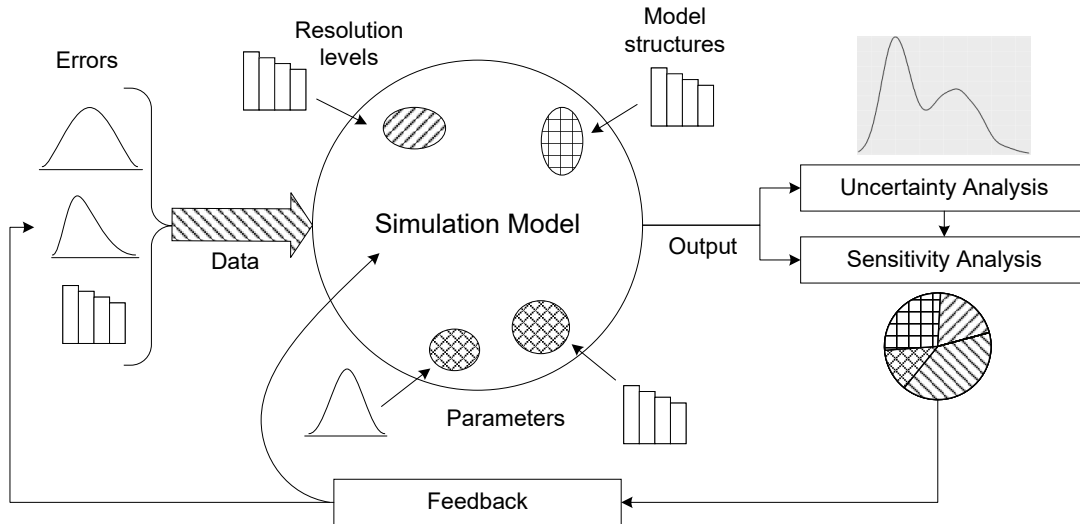 Errors
Resolution
levels
Model
structures
Simulation Model
Data
Output
Uncertainty Analysis
Sensitivity Analysis
Parameters
Feedback